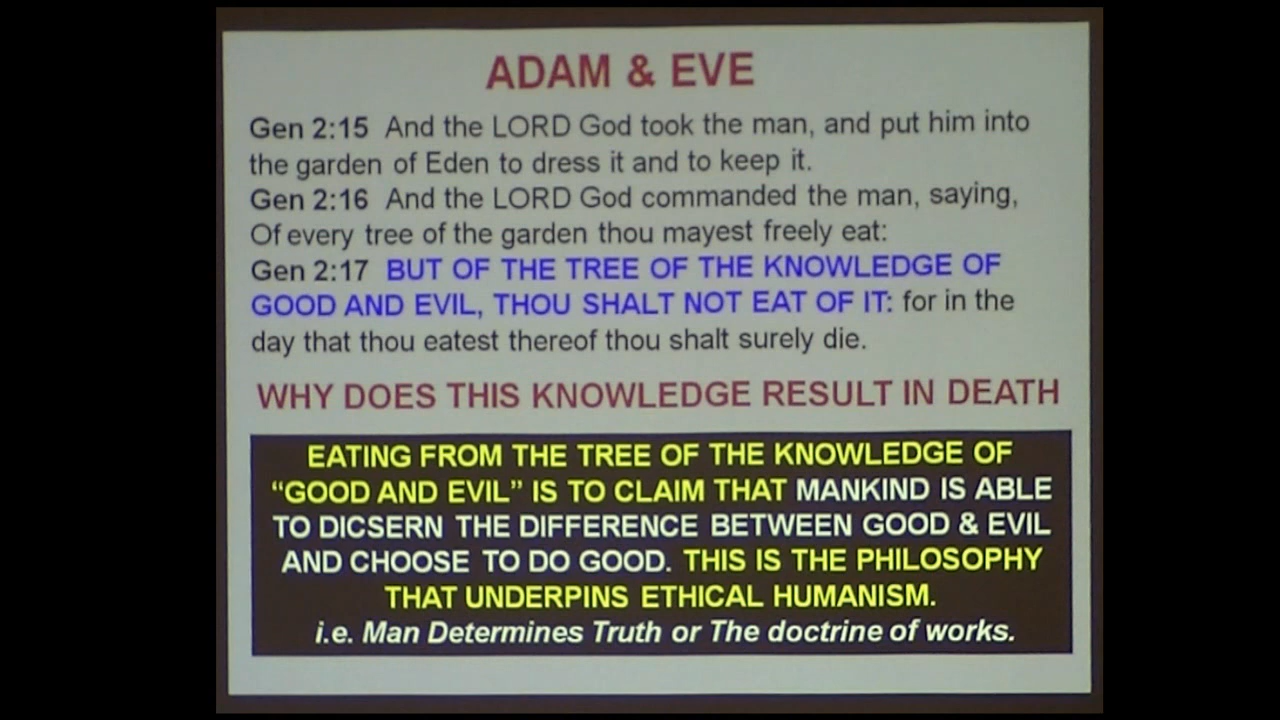 ADAM & EVE
Gen 2:15 And the LORD God took the man, and put him into
the garden of Eden to dress it and to keep it.
Gen 2:16 And the LORD God commanded the man, saying,
Of every tree of the garden thou mayest freely eat:
Gen 2:17 BUT OF THE TREE OF THE KNOWLEDGE OF
GOOD AND EVIL, THOU SHALT NOT EAT OF IT: for in the
day that thou eatest thereof thou shalt surely die.
WHY DOES THIS KNOWLEDGE RESULT IN DEATH
EATING FROM THE TREE OF THE KNOWLEDGE OF
“GOOD AND EVIL” IS TO CLAIM THAT MANKIND IS ABLE
TO DICSERN THE DIFFERENCE BETWEEN GOOD & EVIL
AND CHOOSE TO DO GOOD. THIS IS THE PHILOSOPHY
THAT UNDERPINS ETHICAL HUMANISM.
i.e. Man Determines Truth or The doctrine of works.